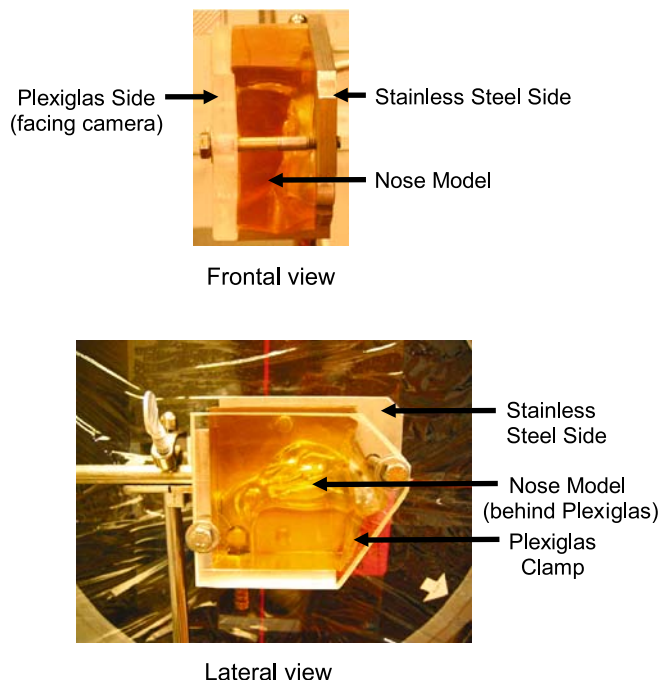 Plexiglas Side
(facing camera)
Stainless Steel Side
Nose Model
Frontal view
Stainless
Steel Side
Nose Model
(behind Plexiglas)
Plexiglas
Clamp
Lateral view